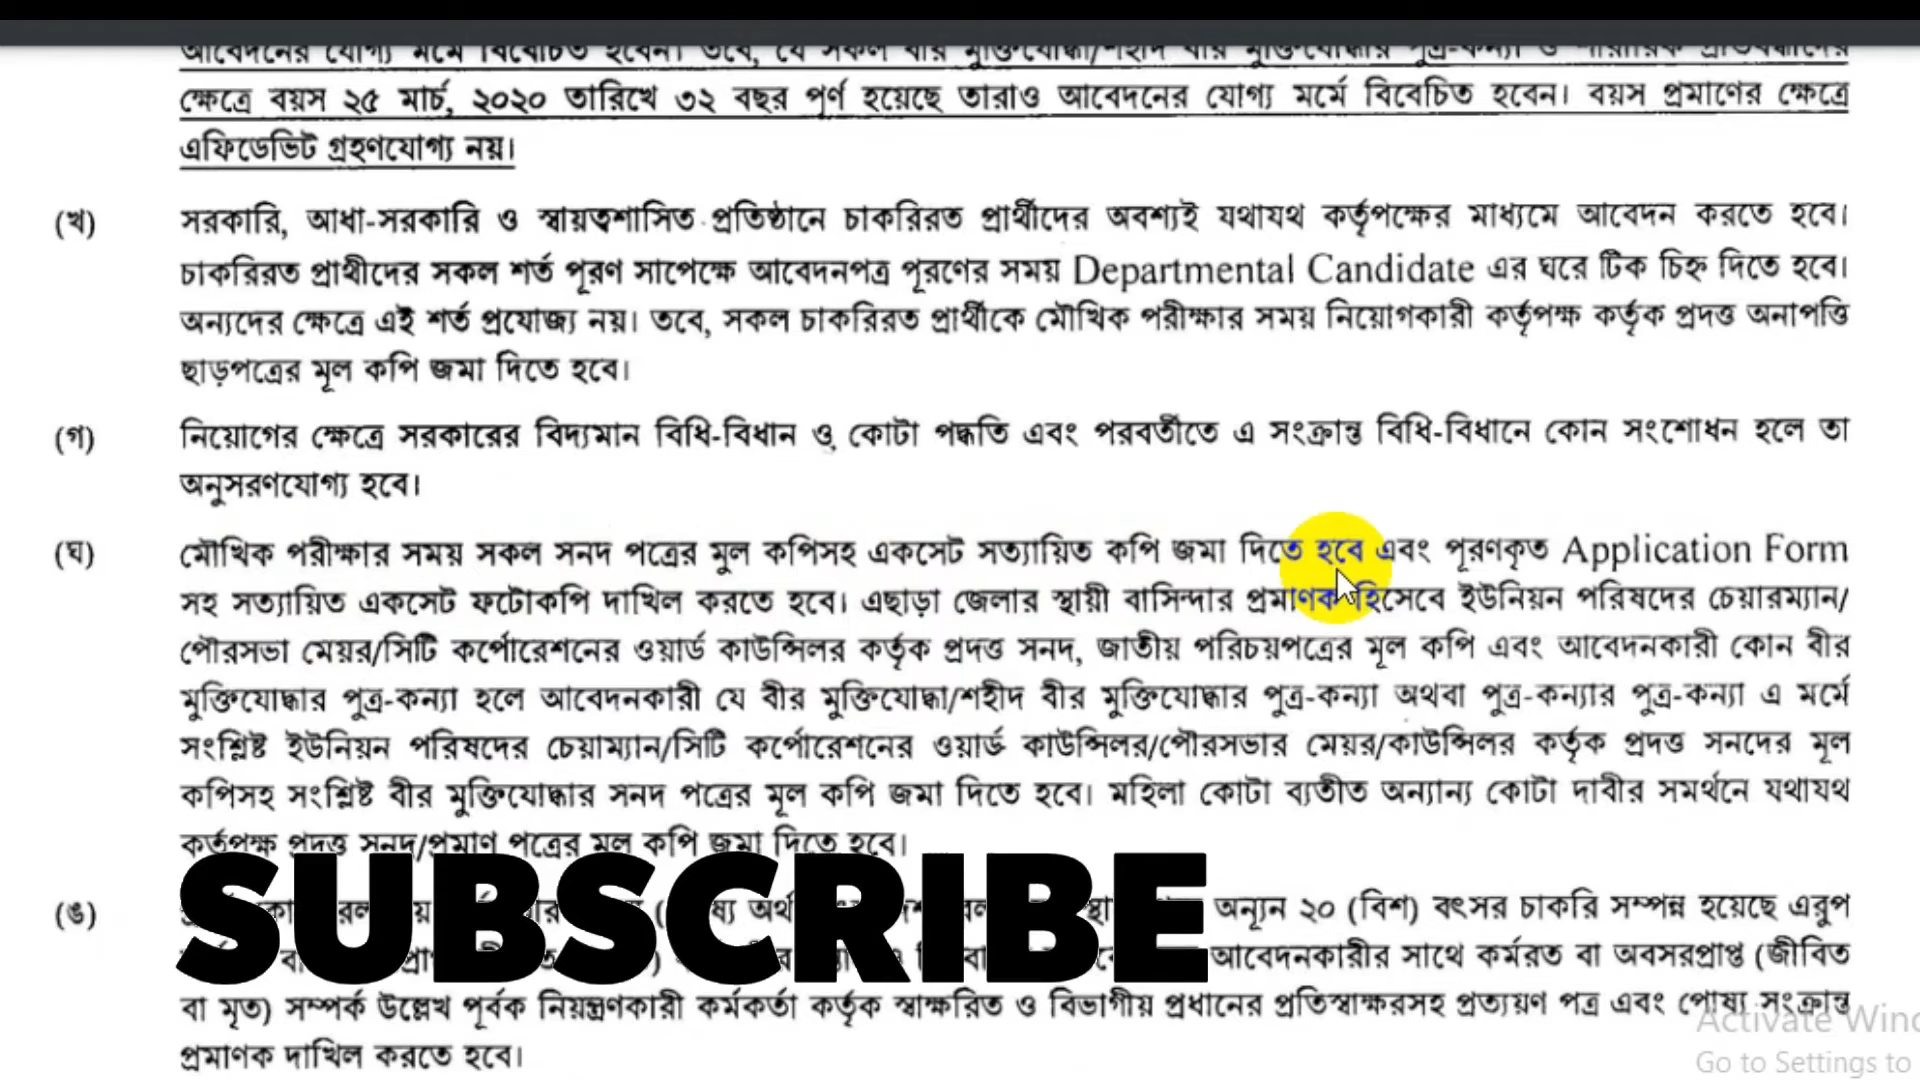 আবেদনের যোগ্য মর্মে বিবেচিত হবেন। তবে, যে সকল বীর মুক্তিযোদ্ধা/শহীদ বীর মুক্তিযোদ্ধার পুত্র-কন্যা ও শারীরিক প্রতিবন্ধীদের
ক্ষেত্রে বয়স ২৫ মার্চ, ২০২০ তারিখে ৩২ বছর পূর্ণ হয়েছে তারাও আবেদনের যোগ্য মর্মে বিবেচিত হবেন। বয়স প্রমাণের ক্ষেত্রে
এফিডেভিট গ্রহণযোগ্য নয়।
(খ) সরকারি, আধা-সরকারি ও স্বায়ত্বশাসিত প্রতিষ্ঠানে চাকরিরত প্রার্থীদের অবশ্যই যথাযথ কর্তৃপক্ষের মাধ্যমে আবেদন করতে হবে।
চাকরিরত প্রার্থীদের সকল শর্ত পূরণ সাপেক্ষে আবেদনপত্র পূরণের সময় Departmental Candidate এর ঘরে টিক চিহ্ন দিতে হবে।
অন্যদের ক্ষেত্রে এই শর্ত প্রযোজ্য নয়। তবে, সকল চাকরিরত প্রার্থীকে মৌখিক পরীক্ষার সময় নিয়োগকারী কর্তৃপক্ষ কর্তৃক প্রদত্ত অনাপত্তি
ছাড়পত্রের মূল কপি জমা দিতে হবে।
(গ) নিয়োগের ক্ষেত্রে সরকারের বিদ্যমান বিধি-বিধান ও কোটা পদ্ধতি এবং পরবর্তীতে এ সংক্রান্ত বিধি-বিধানে কোন সংশোধন হলে তা
অনুসরণযোগ্য হবে।
(ঘ) মৌখিক পরীক্ষার সময় সকল সনদ পত্রের মুল কপিসহ একসেট সত্যায়িত কপি জমা দিতে হবে এবং পূরণকৃত Application Form
সহ সত্যায়িত একসেট ফটোকপি দাখিল করতে হবে। এছাড়া জেলার স্থায়ী বাসিন্দার প্রমাণক হিসেবে ইউনিয়ন পরিষদের চেয়ারম্যান/
পৌরসভা মেয়র/সিটি কর্পোরেশনের ওয়ার্ড কাউন্সিলর কর্তৃক প্রদত্ত সনদ, জাতীয় পরিচয়পত্রের মূল কপি এবং আবেদনকারী কোন বীর
মুক্তিযোদ্ধার পুত্র-কন্যা হলে আবেদনকারী যে বীর মুক্তিযোদ্ধা/শহীদ বীর মুক্তিযোদ্ধার পুত্র-কন্যা অথবা পুত্র-কন্যার পুত্র-কন্যা এ মর্মে
সংশ্লিষ্ট ইউনিয়ন পরিষদের চেয়াম্যান/সিটি কর্পোরেশনের ওয়ার্ড কাউন্সিলর/পৌরসভার মেয়র/কাউন্সিলর কর্তৃক প্রদত্ত সনদের মূল
কপিসহ সংশ্লিষ্ট বীর মুক্তিযোদ্ধার সনদ পত্রের মূল কপি জমা দিতে হবে। মহিলা কোটা ব্যতীত অন্যান্য কোটা দাবীর সমর্থনে যথাযথ
কর্তৃপক্ষ প্রদত্ত সনদ/প্রমাণ পত্রের মূল কপি জমা দিতে হবে।
SUBSCRIBE
(ঙ) অন্যূন ২০ (বিশ) বৎসর চাকরি সম্পন্ন হয়েছে এরুপ
আবেদনকারীর সাথে কর্মরত বা অবসরপ্রাপ্ত (জীবিত
বা মৃত) সম্পর্ক উল্লেখ পূর্বক নিয়ন্ত্রণকারী কর্মকর্তা কর্তৃক স্বাক্ষরিত ও বিভাগীয় প্রধানের প্রতিস্বাক্ষরসহ প্রত্যয়ণ পত্র এবং পোষ্য সংক্রান্ত
প্রমাণক দাখিল করতে হবে।
Activate Wind
Go to Settings to